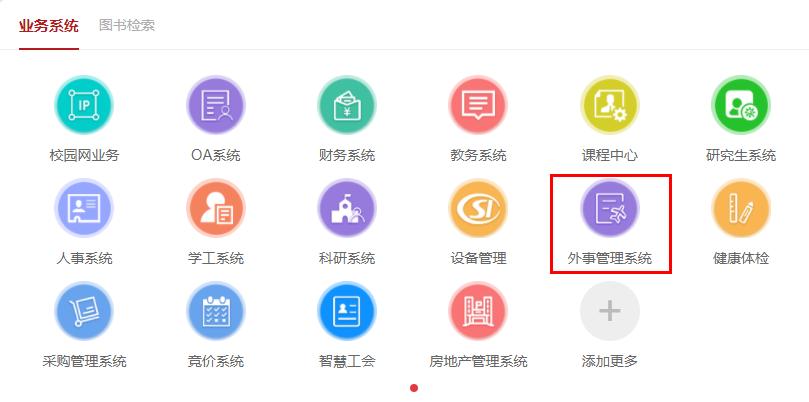 业务系统 图书检索
IP
校园网业务 OA系统 财务系统 教务系统 课程中心 研究生系统
人事系统 学工系统 科研系统 设备管理 外事管理系统 健康体检
采购管理系统 竞价系统 智慧工会 房地产管理系统 添加更多